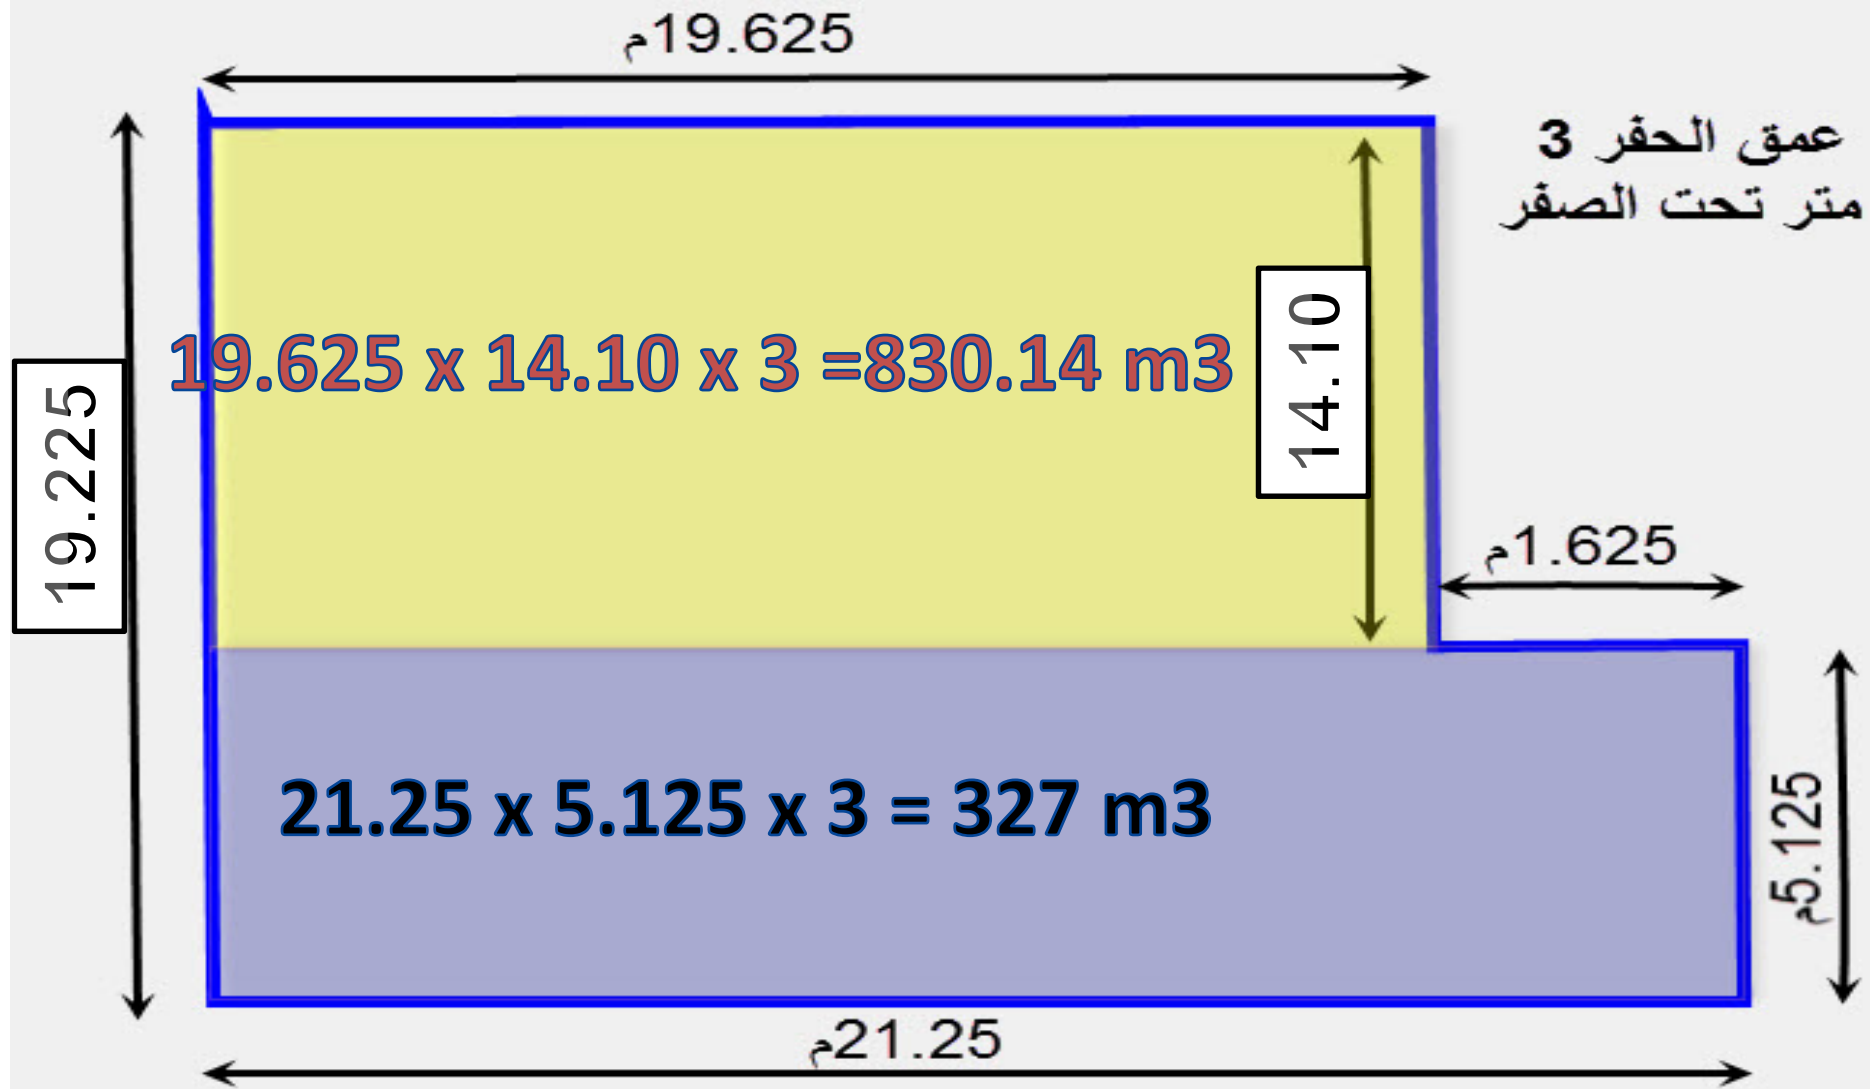 19.625م
عمق الحفر 3
متر تحت الصفر
19.625 x 14.10 x 3 =830.14 m3
14.10
19.225
1.625م
21.25 x 5.125 x 3 = 327 m3
5.125م
21.25م